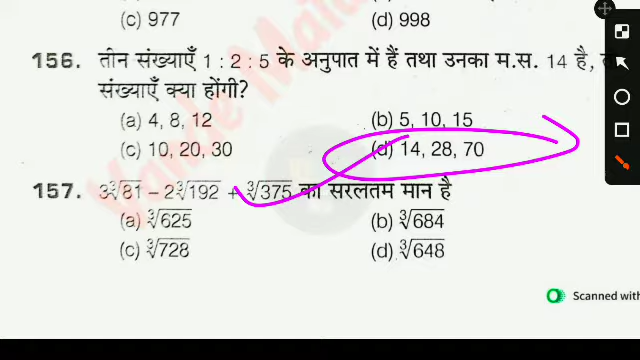 (c) 977 (d) 998
156. तीन संख्याएँ 1 : 2 : 5 के अनुपात में हैं तथा उनका म.स. 14 है,
संख्याएँ क्या होंगी?
(a) 4, 8, 12 (b) 5, 10, 15
(c) 10, 20, 30 (d) 14, 28, 70
157. 3∛81 − 2∛192 + ∛375 का सरलतम मान है
(a) ∛625 (b) ∛684
(c) ∛728 (d) ∛648
Scanned with